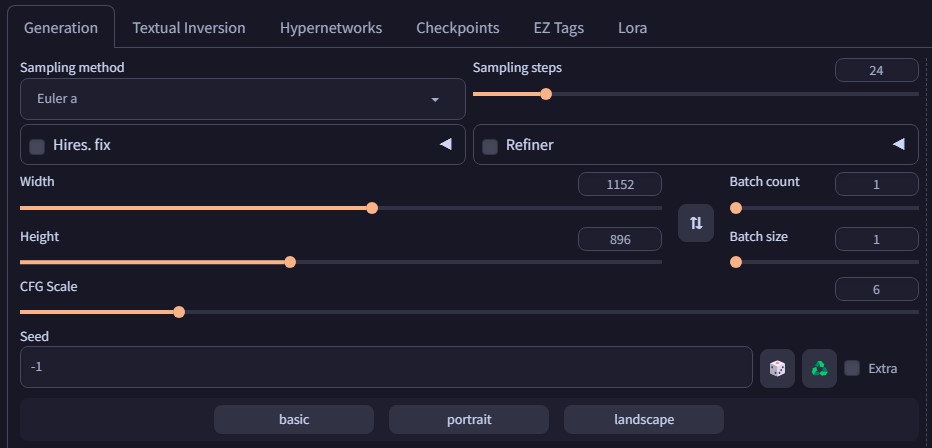 Generation Textual Inversion Hypernetworks Checkpoints EZ Tags Lora
Sampling method
Euler a
Sampling steps 24
Hires. fix
Refiner
Width 1152
Height 896
Batch count 1
Batch size 1
CFG Scale 6
Seed
-1
Extra
basic portrait landscape